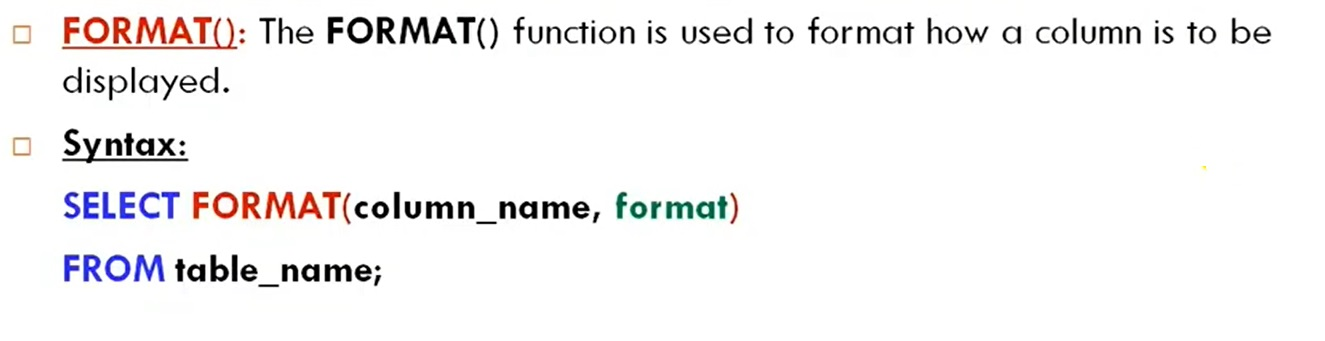 FORMAT(): The FORMAT() function is used to format how a column is to be
displayed.
Syntax:
SELECT FORMAT(column_name, format)
FROM table_name;